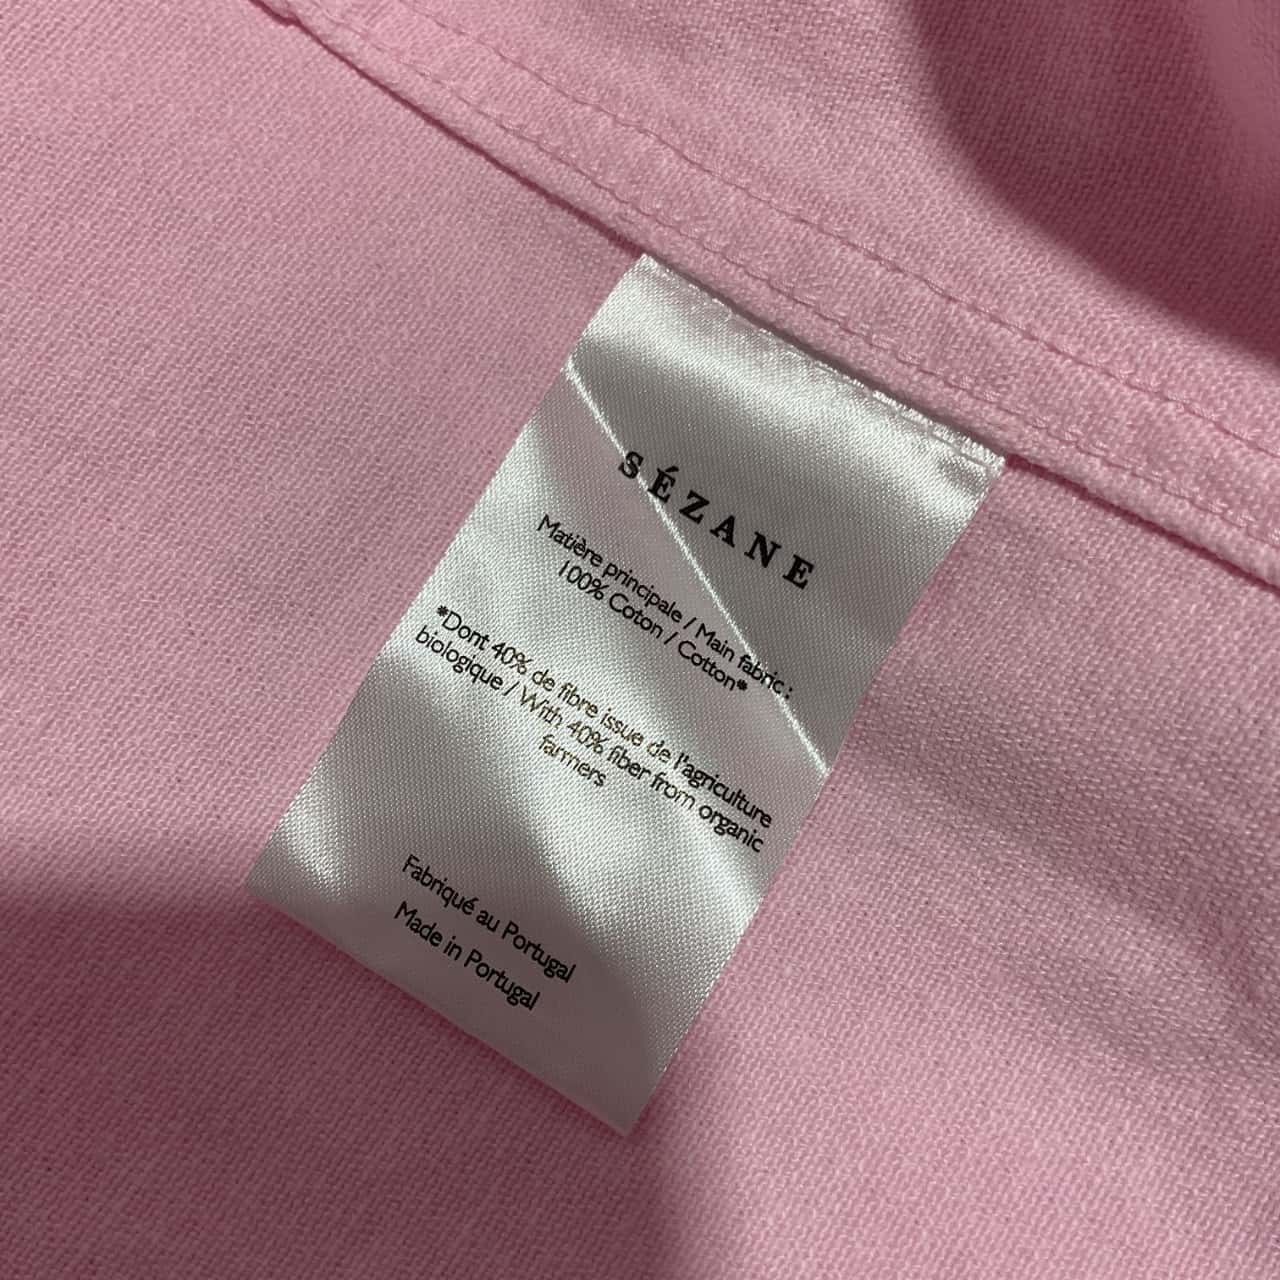 SÉZANE
Matière principale / Main fabric :
100% Coton / Cotton*
*Dont 40% de fibre issue de l'agriculture
biologique / With 40% fiber from organic
farmers
Fabriqué au Portugal
Made in Portugal